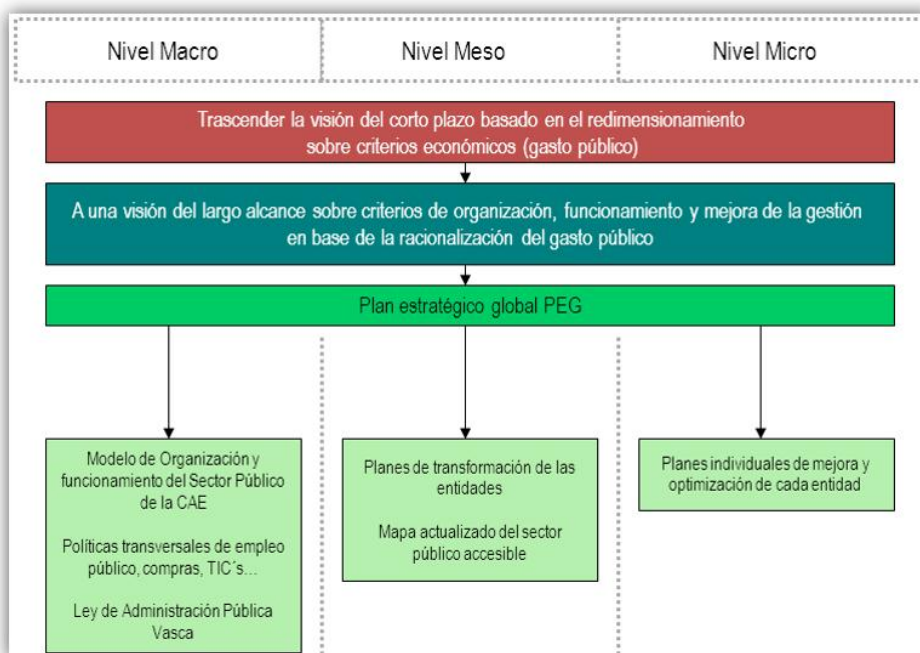 Nivel Macro
Nivel Meso
Nivel Micro
Trascender la visión del corto plazo basado en el redimensionamiento
sobre criterios económicos (gasto público)
A una visión del largo alcance sobre criterios de organización, funcionamiento y mejora de la gestión
en base de la racionalización del gasto público
Plan estratégico global PEG
Modelo de Organización y
funcionamiento del Sector Público
de la CAE
Políticas transversales de empleo
público, compras, TIC´s...
Ley de Administración Pública
Vasca
Planes de transformación de las
entidades
Mapa actualizado del sector
público accesible
Planes individuales de mejora y
optimización de cada entidad